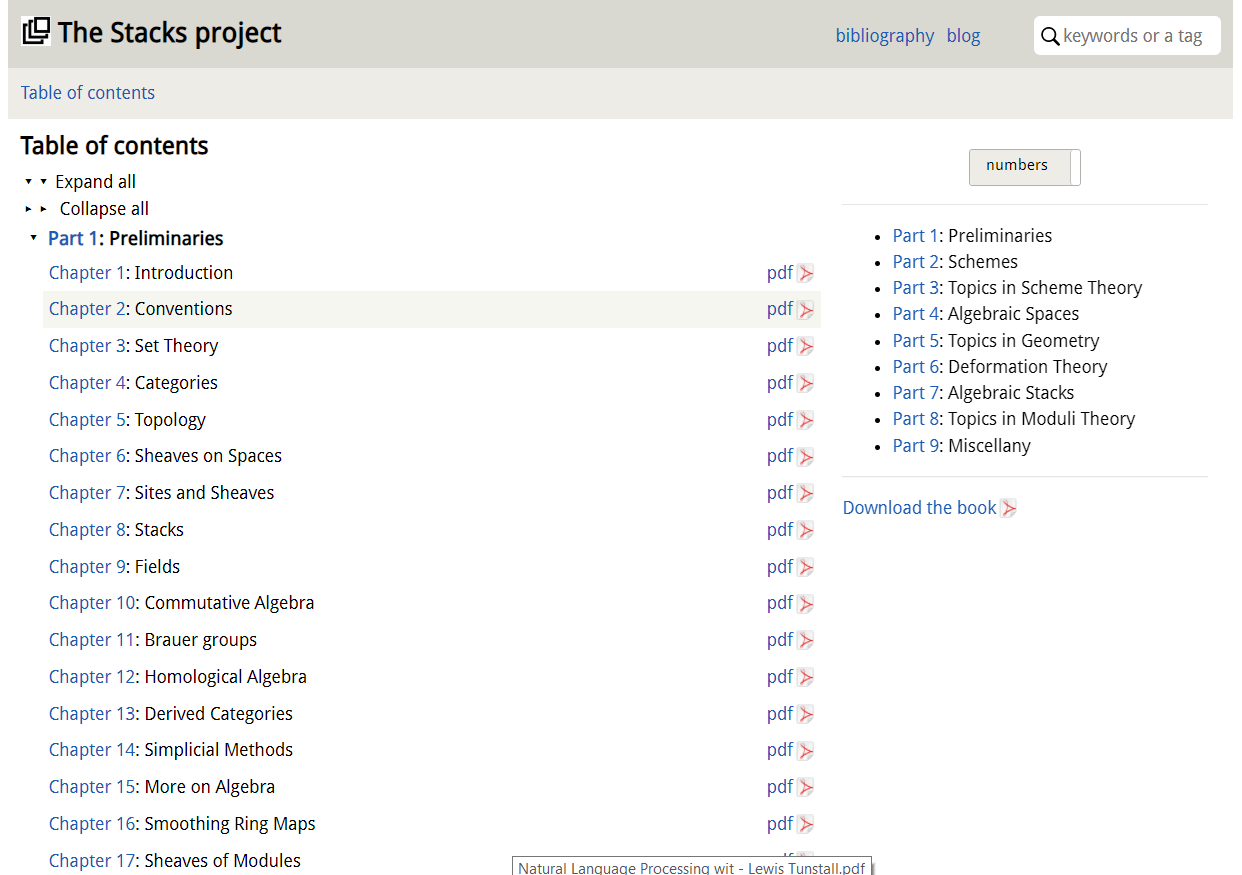 The Stacks project
bibliography blog
keywords or a tag
Table of contents
Table of contents
Expand all
Collapse all
Part 1: Preliminaries
Chapter 1: Introduction pdf
Chapter 2: Conventions pdf
Chapter 3: Set Theory pdf
Chapter 4: Categories pdf
Chapter 5: Topology pdf
Chapter 6: Sheaves on Spaces pdf
Chapter 7: Sites and Sheaves pdf
Chapter 8: Stacks pdf
Chapter 9: Fields pdf
Chapter 10: Commutative Algebra pdf
Chapter 11: Brauer groups pdf
Chapter 12: Homological Algebra pdf
Chapter 13: Derived Categories pdf
Chapter 14: Simplicial Methods pdf
Chapter 15: More on Algebra pdf
Chapter 16: Smoothing Ring Maps pdf
Chapter 17: Sheaves of Modules
Natural Language Processing wit - Lewis Tunstall.pdf
numbers
Part 1: Preliminaries
Part 2: Schemes
Part 3: Topics in Scheme Theory
Part 4: Algebraic Spaces
Part 5: Topics in Geometry
Part 6: Deformation Theory
Part 7: Algebraic Stacks
Part 8: Topics in Moduli Theory
Part 9: Miscellany
Download the book